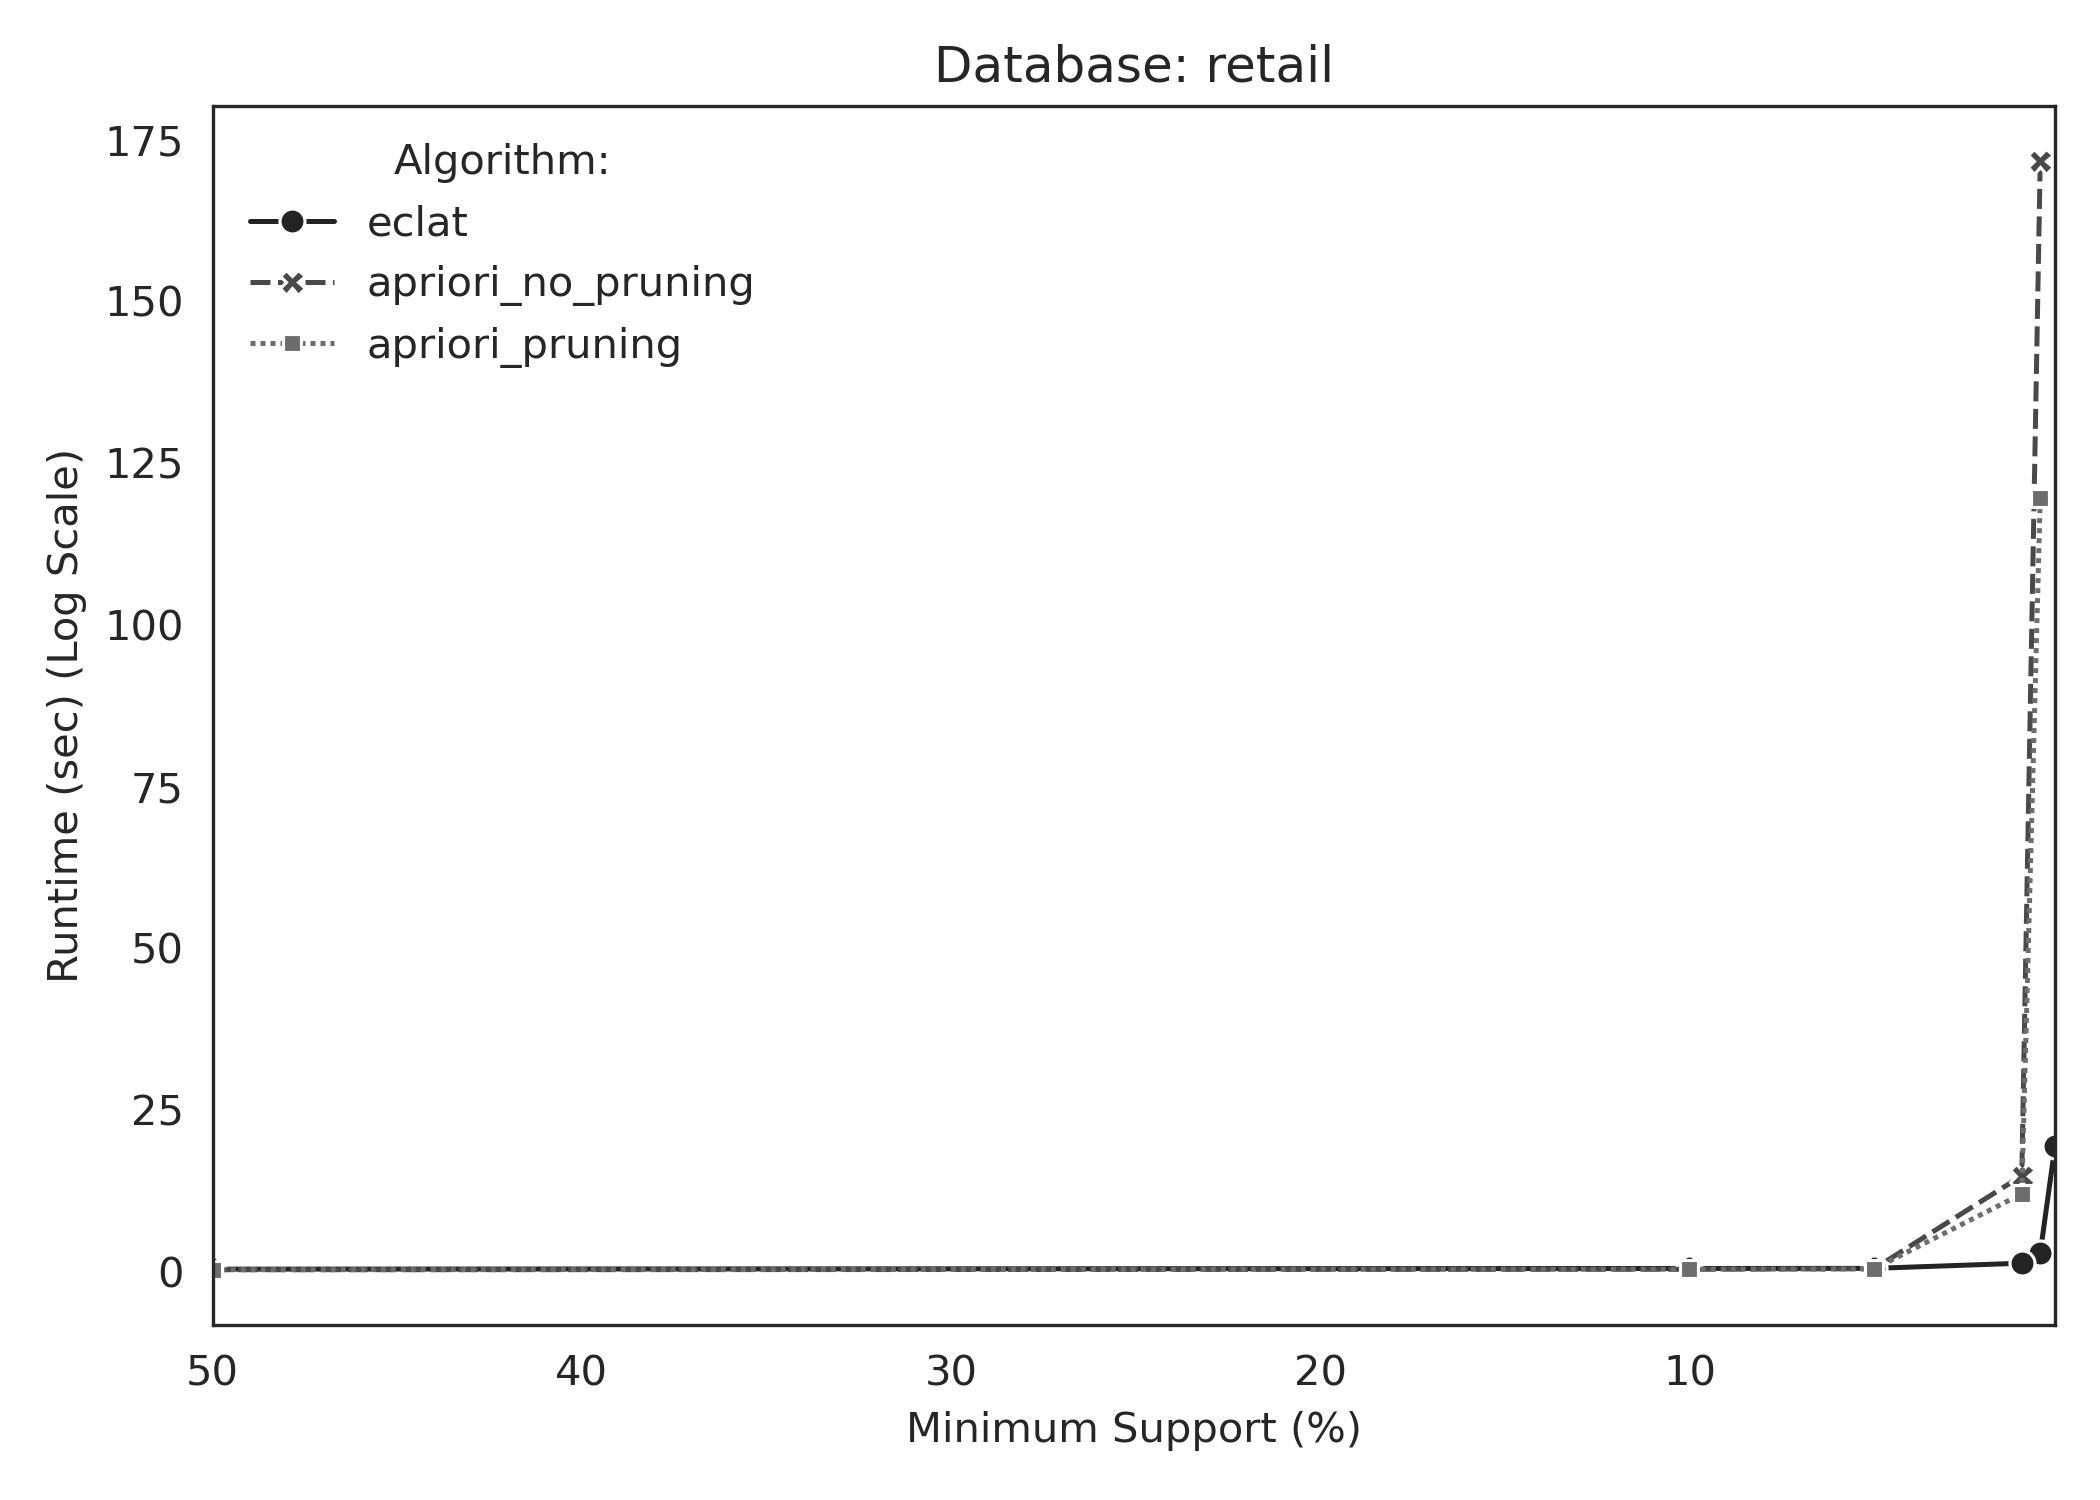 Database: retail
Algorithm:
eclat
apriori_no_pruning
apriori_pruning
Runtime (sec) (Log Scale)
175
150
125
100
75
50
25
0
50 40 30 20 10
Minimum Support (%)